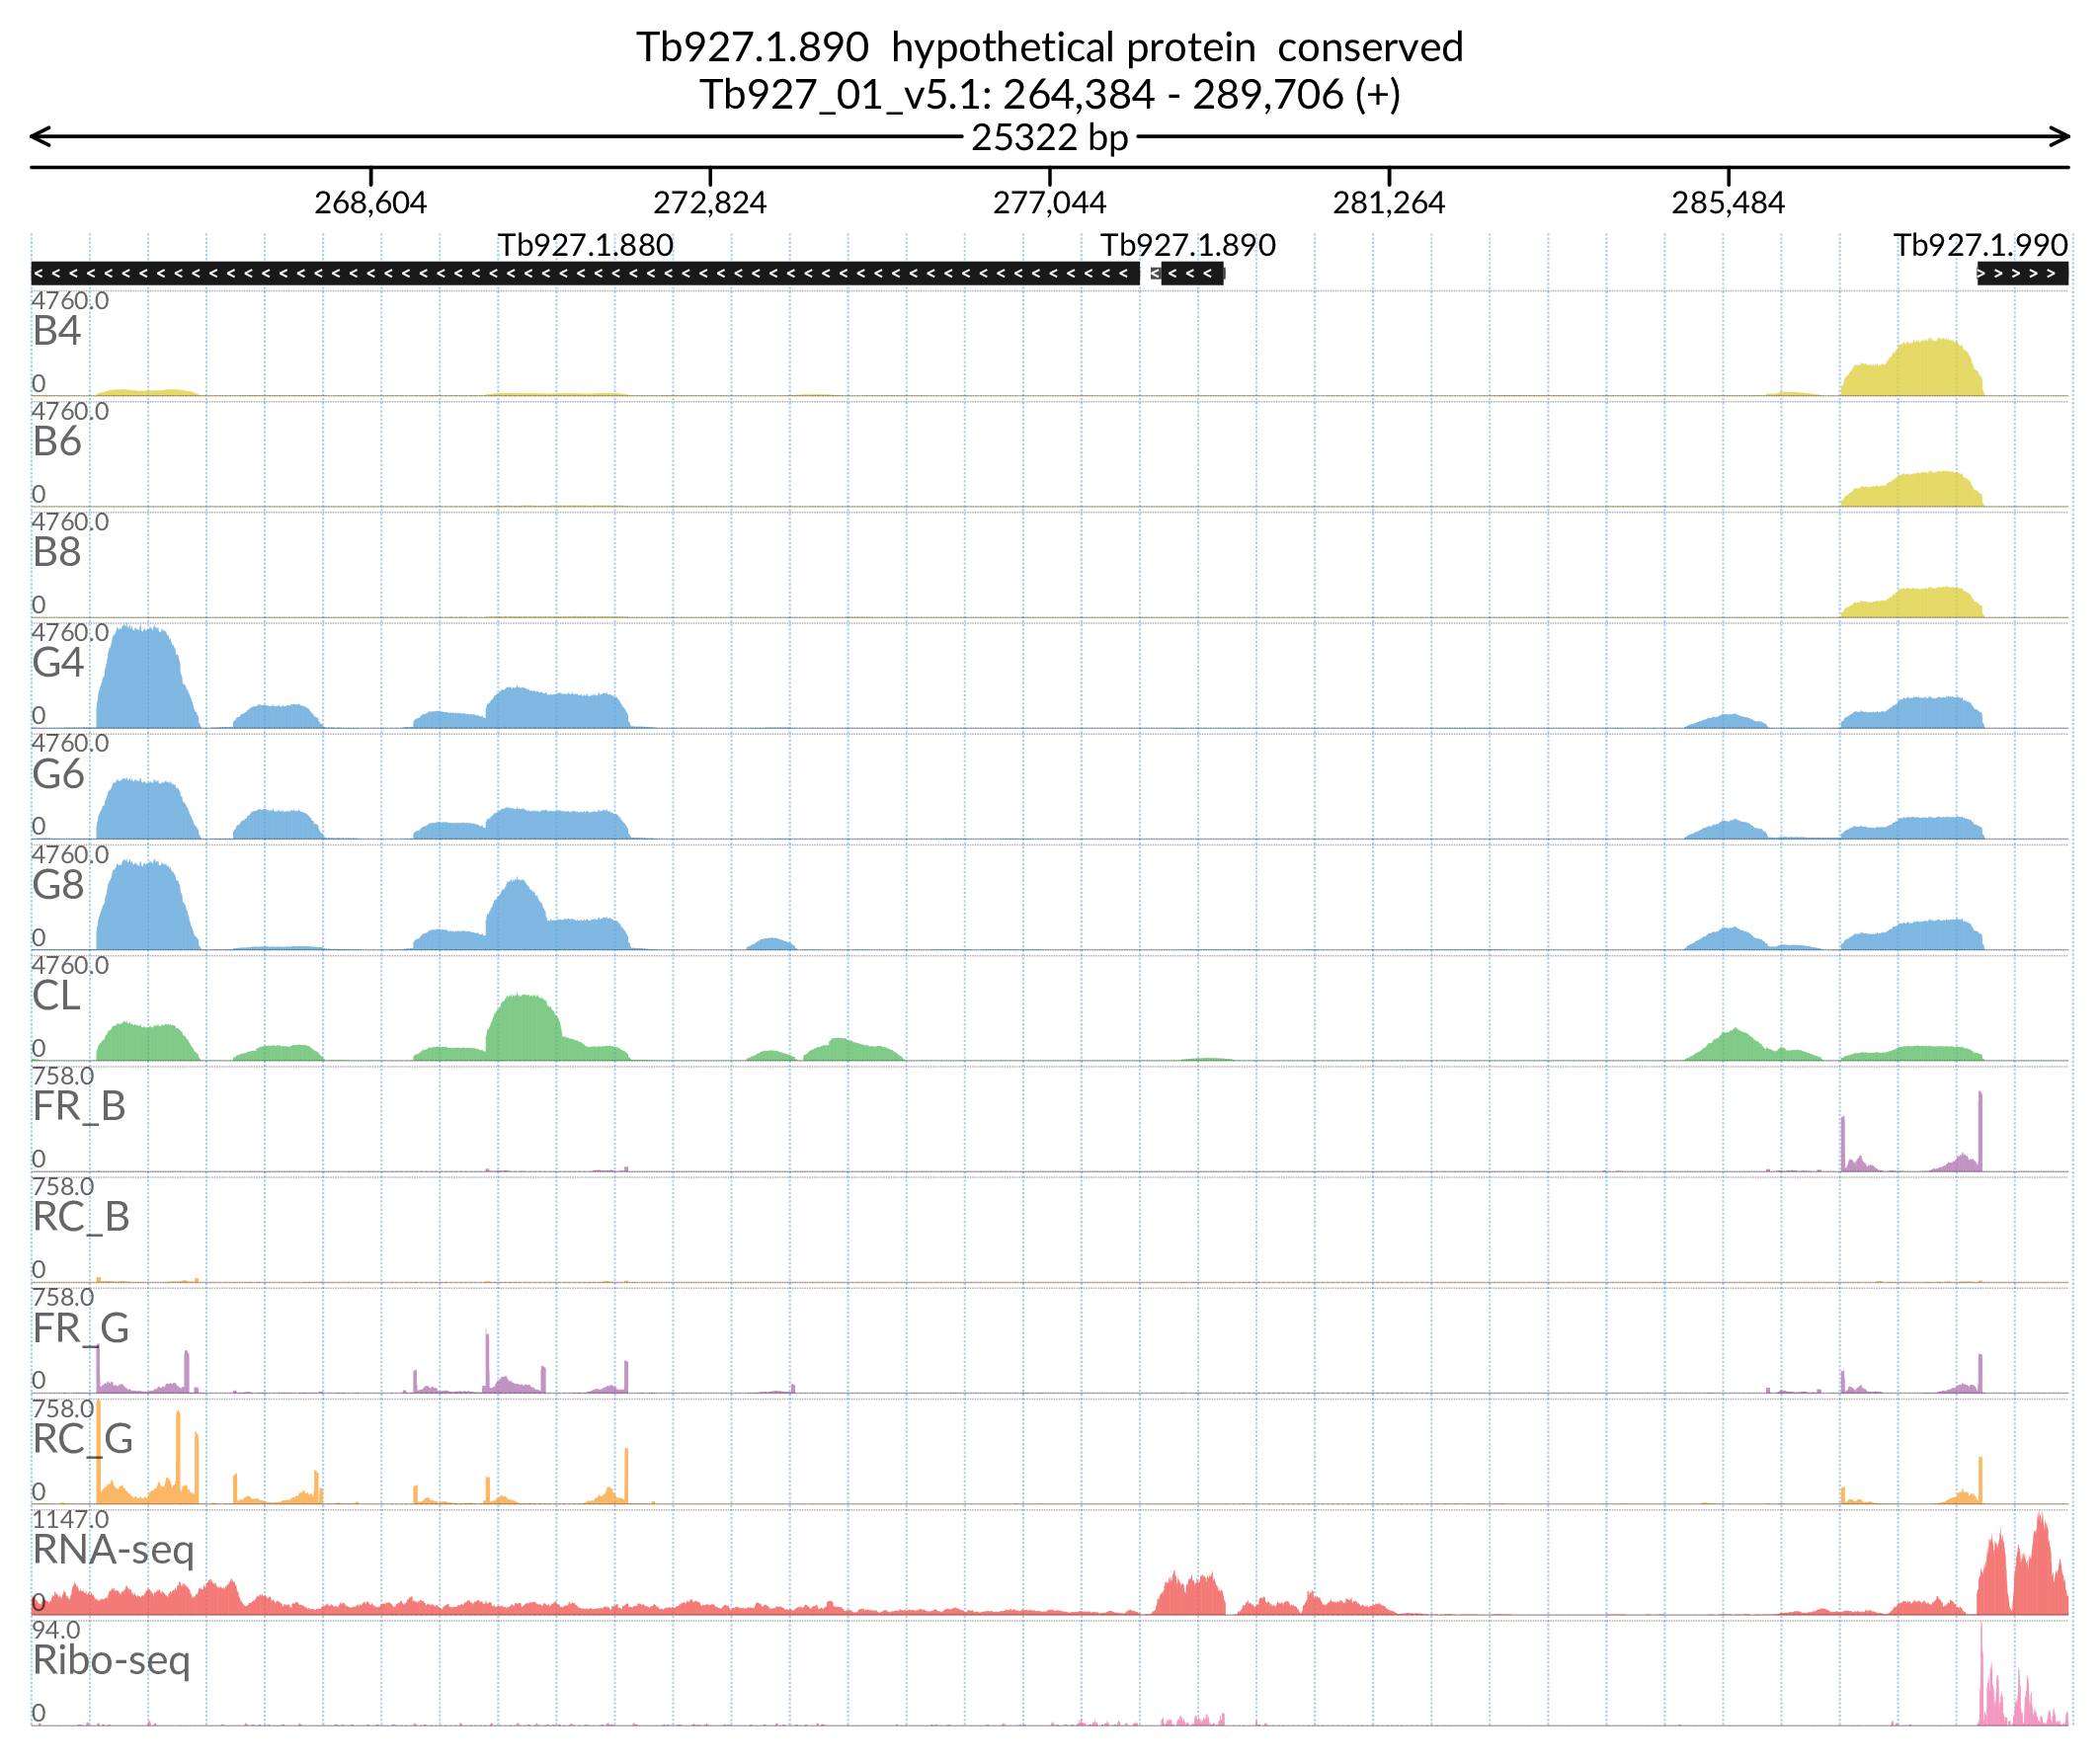 Tb927.1.890 hypothetical protein conserved
Tb927_01_v5.1: 264,384 - 289,706 (+)
25322 bp
268,604 272,824 277,044 281,264 285,484
Tb927.1.880 Tb927.1.890 Tb927.1.990
4760.0
B4
0
4760.0
B6
0
4760.0
B8
0
4760.0
G4
0
4760.0
G6
0
4760.0
G8
0
4760.0
CL
0
758.0
FR_B
0
758.0
RC_B
0
758.0
FR_G
0
758.0
RC_G
0
1147.0
RNA-seq
0
94.0
Ribo-seq
0